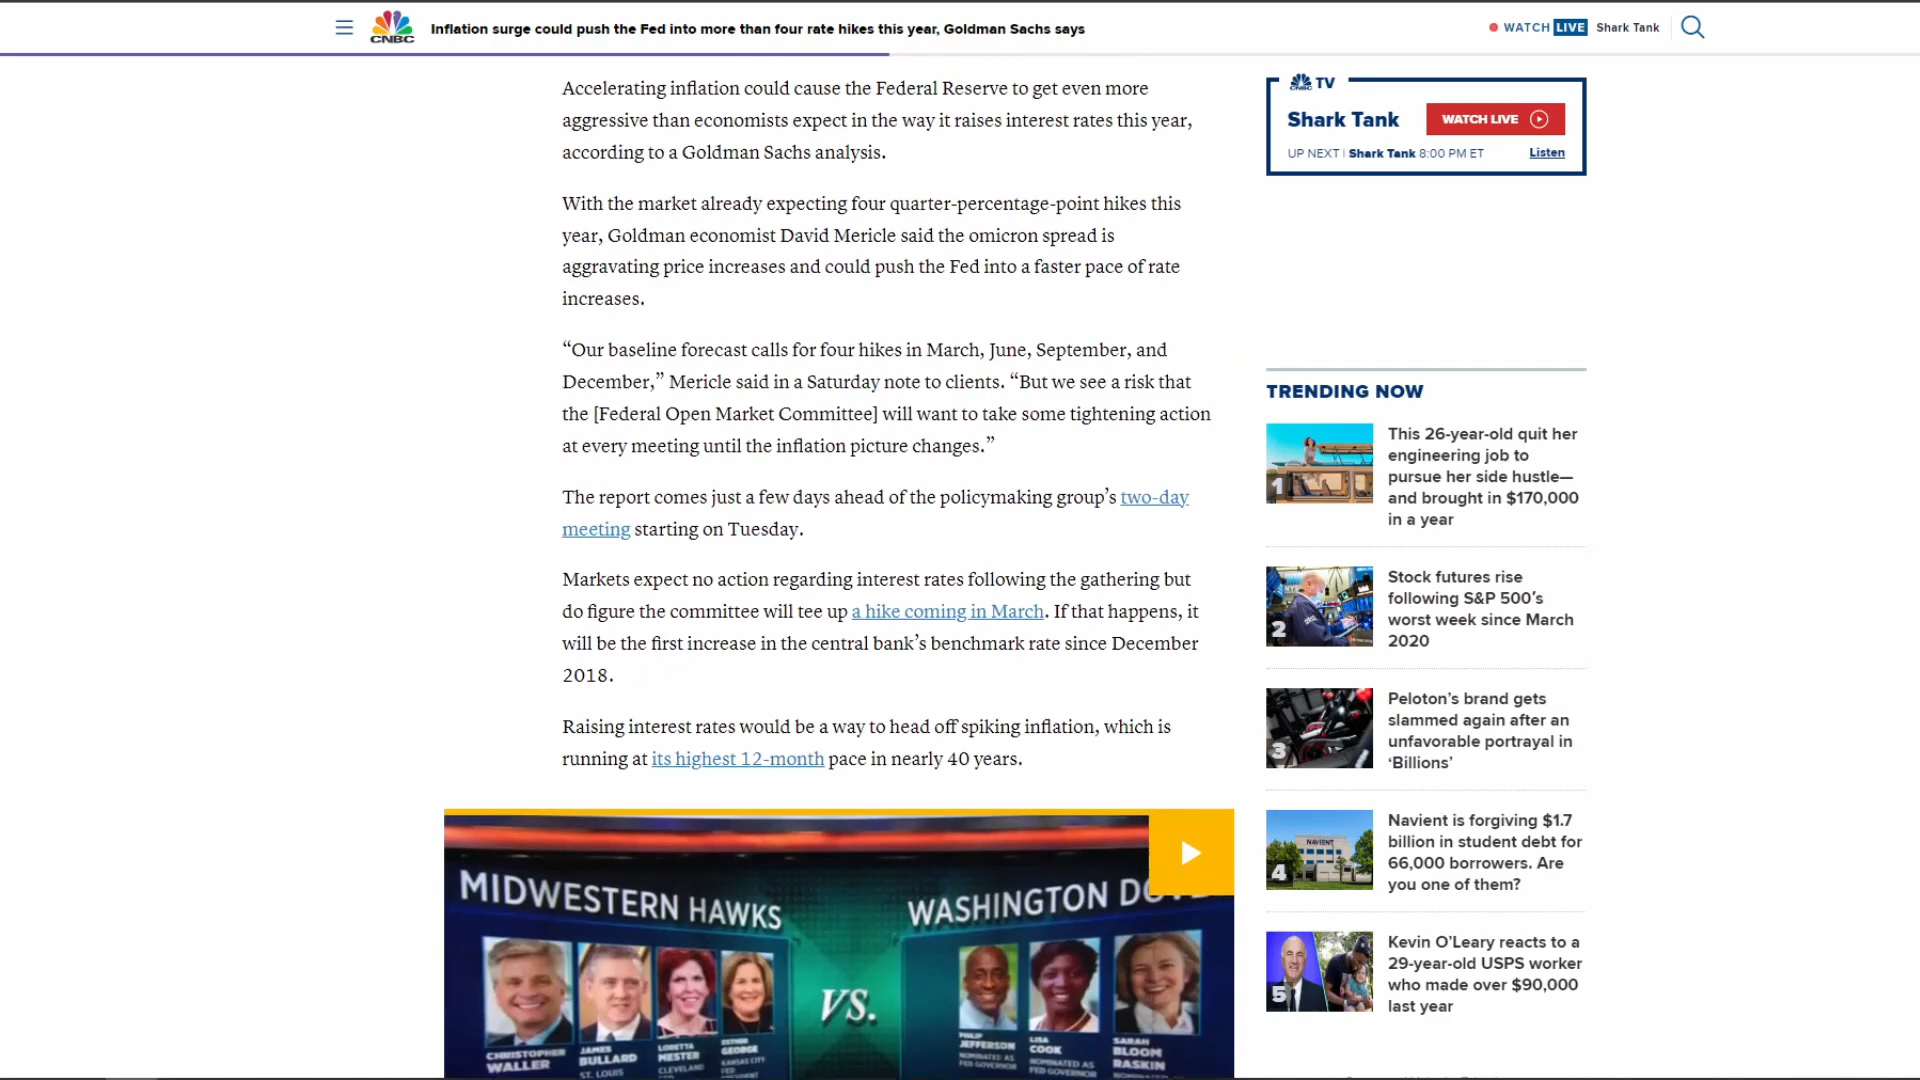 CNBC
Inflation surge could push the Fed into more than four rate hikes this year, Goldman Sachs says
WATCH LIVE Shark Tank
Accelerating inflation could cause the Federal Reserve to get even more
aggressive than economists expect in the way it raises interest rates this year,
according to a Goldman Sachs analysis.
With the market already expecting four quarter-percentage-point hikes this
year, Goldman economist David Mericle said the omicron spread is
aggravating price increases and could push the Fed into a faster pace of rate
increases.
“Our baseline forecast calls for four hikes in March, June, September, and
December,” Mericle said in a Saturday note to clients. “But we see a risk that
the [Federal Open Market Committee] will want to take some tightening action
at every meeting until the inflation picture changes.”
The report comes just a few days ahead of the policymaking group’s two-day
meeting starting on Tuesday.
Markets expect no action regarding interest rates following the gathering but
do figure the committee will tee up a hike coming in March. If that happens, it
will be the first increase in the central bank’s benchmark rate since December
2018.
Raising interest rates would be a way to head off spiking inflation, which is
running at its highest 12-month pace in nearly 40 years.
MIDWESTERN HAWKS
WASHINGTON
VS.
CHRISTOPHER
WALLER
JAMES
BULLARD
ST. LOUIS
LORETTA
MESTER
CLEVELAND
ESTHER
GEORGE
KANSAS CITY
FED
PRESIDENT
PHILIP
JEFFERSON
NOMINATED AS
FED GOVERNOR
LISA
COOK
NOMINATED AS
FED GOVERNOR
SARAH
BLOOM
RASKIN
CNBC TV
Shark Tank
WATCH LIVE
UP NEXT | Shark Tank 8:00 PM ET
Listen
TRENDING NOW
1
This 26-year-old quit her
engineering job to
pursue her side hustle—
and brought in $170,000
in a year
2
Stock futures rise
following S&P 500’s
worst week since March
2020
3
Peloton’s brand gets
slammed again after an
unfavorable portrayal in
‘Billions’
NAVIENT
4
Navient is forgiving $1.7
billion in student debt for
66,000 borrowers. Are
you one of them?
5
Kevin O’Leary reacts to a
29-year-old USPS worker
who made over $90,000
last year